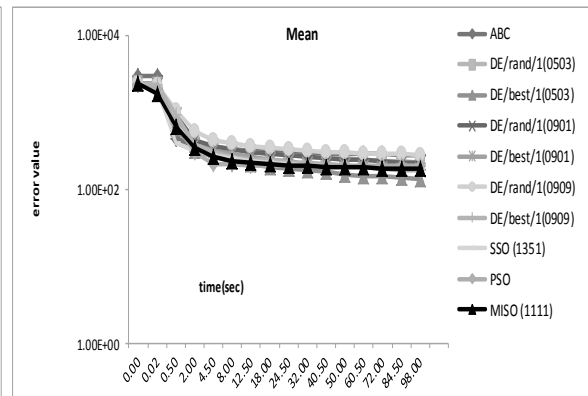 Mean
1.00E+04
1.00E+02
1.00E+00
error value
time(sec)
0.00
0.02
0.50
2.00
4.50
8.00
12.50
18.00
24.50
32.00
40.50
50.00
60.50
72.00
84.50
98.00
ABC
DE/rand/1(0503)
DE/best/1(0503)
DE/rand/1(0901)
DE/best/1(0901)
DE/rand/1(0909)
DE/best/1(0909)
SSO (1351)
PSO
MISO (1111)